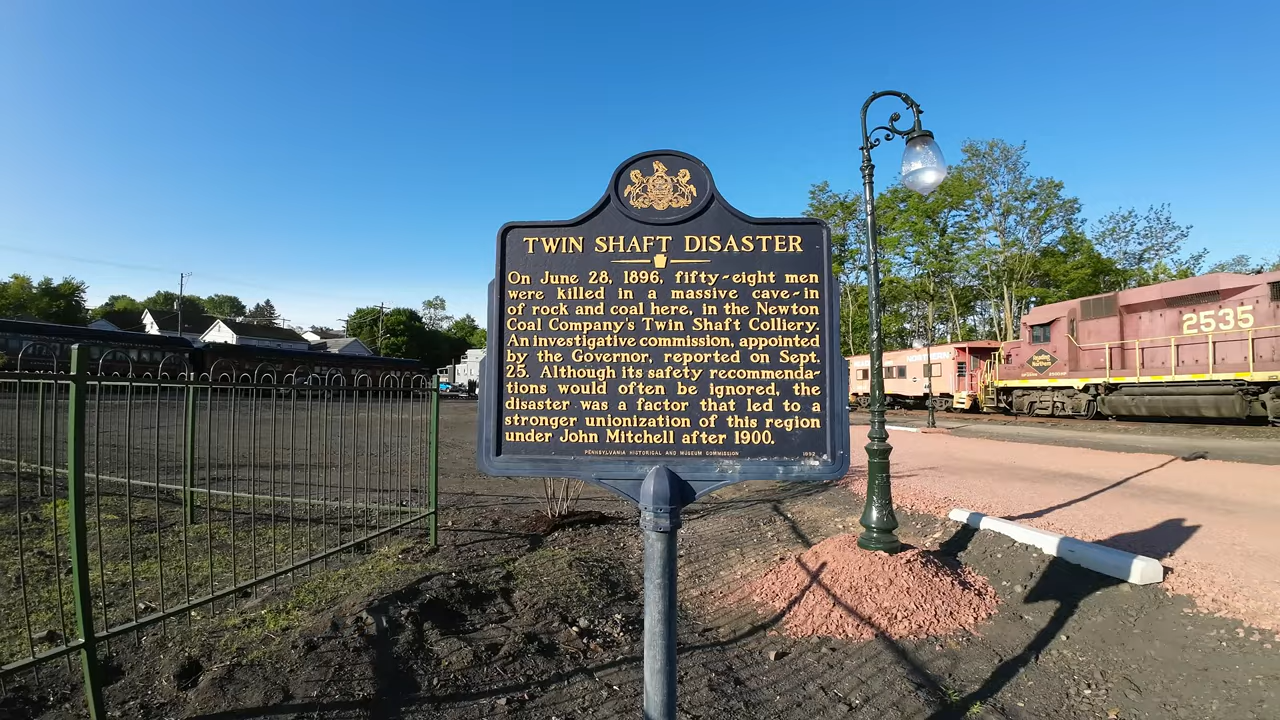 TWIN SHAFT DISASTER
On June 28, 1896, fifty-eight men
were killed in a massive cave-in
of rock and coal here, in the Newton
Coal Company's Twin Shaft Colliery.
An investigative commission, appointed
by the Governor, reported on Sept.
25. Although its safety recommenda-
tions would often be ignored, the
disaster was a factor that led to a
stronger unionization of this region
under John Mitchell after 1900.
PENNSYLVANIA HISTORICAL AND MUSEUM COMMISSION
NORTHERN
2535